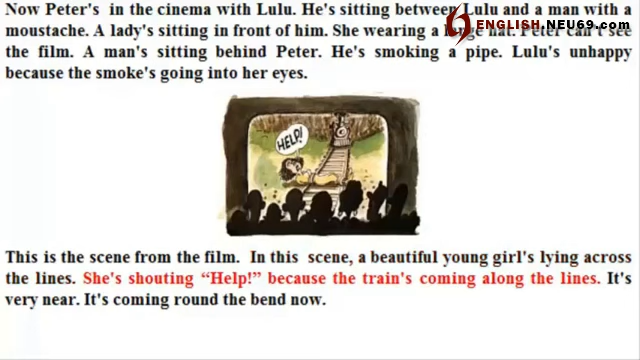 Now Peter's in the cinema with Lulu. He's sitting between Lulu and a man with a
moustache. A lady's sitting in front of him. She wearing a huge hat. Peter can't see
the film. A man's sitting behind Peter. He's smoking a pipe. Lulu's unhappy
because the smoke's going into her eyes.
ENGLISH.NEU69.COM
HELP!
This is the scene from the film. In this scene, a beautiful young girl's lying across
the lines. She's shouting “Help!” because the train's coming along the lines. It's
very near. It's coming round the bend now.